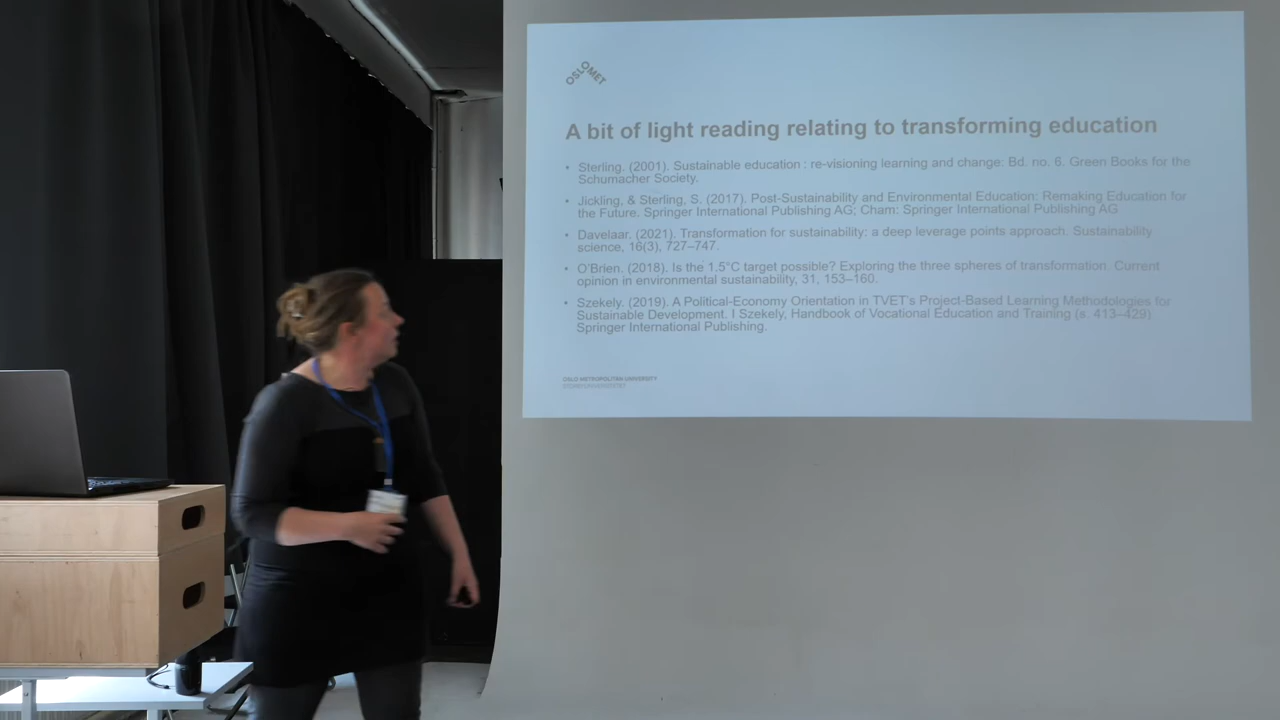 OSLOMET
A bit of light reading relating to transforming education
• Sterling. (2001). Sustainable education : re-visioning learning and change: Bd. no. 6. Green Books for the
Schumacher Society.
• Jickling, & Sterling, S. (2017). Post-Sustainability and Environmental Education: Remaking Education for
the Future. Springer International Publishing AG; Cham: Springer International Publishing AG
• Davelaar. (2021). Transformation for sustainability: a deep leverage points approach. Sustainability
science, 16(3), 727–747.
• O'Brien. (2018). Is the 1.5°C target possible? Exploring the three spheres of transformation. Current
opinion in environmental sustainability, 31, 153–160.
• Szekely. (2019). A Political-Economy Orientation in TVET's Project-Based Learning Methodologies for
Sustainable Development. I Szekely, Handbook of Vocational Education and Training (s. 413–429).
Springer International Publishing.
OSLO METROPOLITAN UNIVERSITY
STORBYUNIVERSITETET